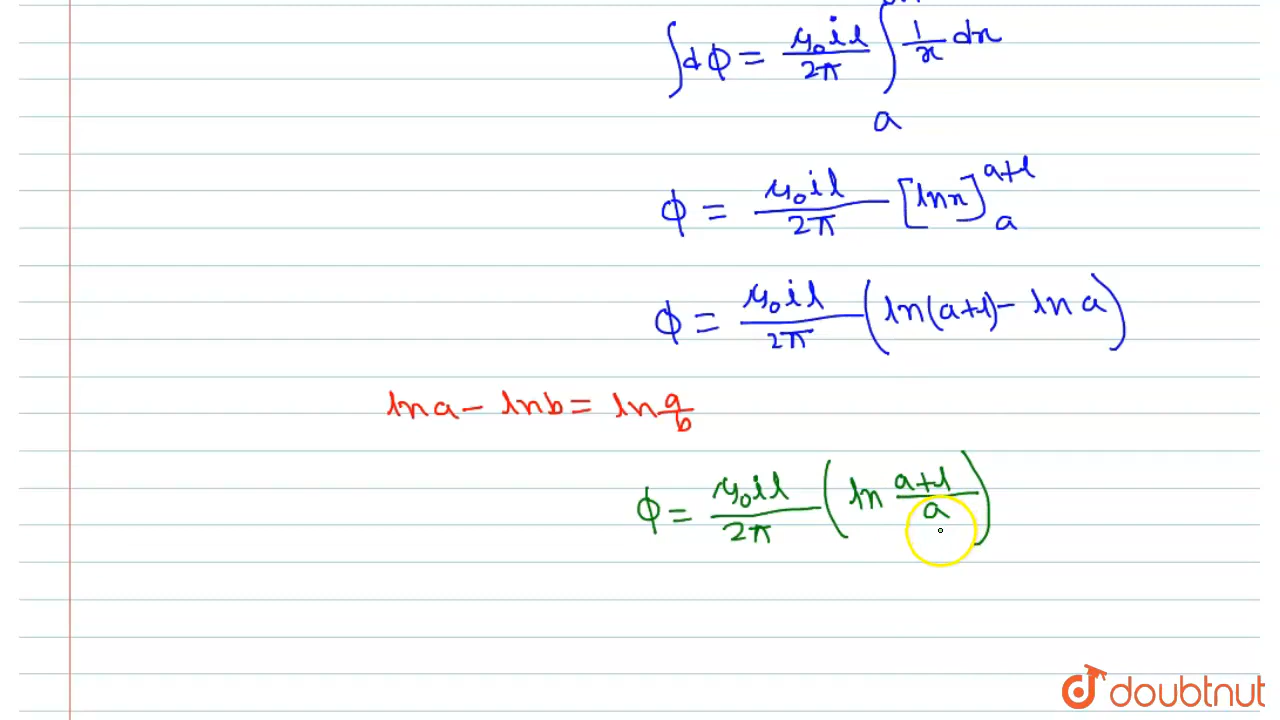 ∫dϕ = μ₀il/2π ∫ₐ 1/x dx
ϕ = μ₀il/2π [ln x]ₐ^(a+l)
ϕ = μ₀il/2π (ln(a+l) - ln a)
ln a - ln b = ln a/b
ϕ = μ₀il/2π (ln a+l/a)
doubtnut